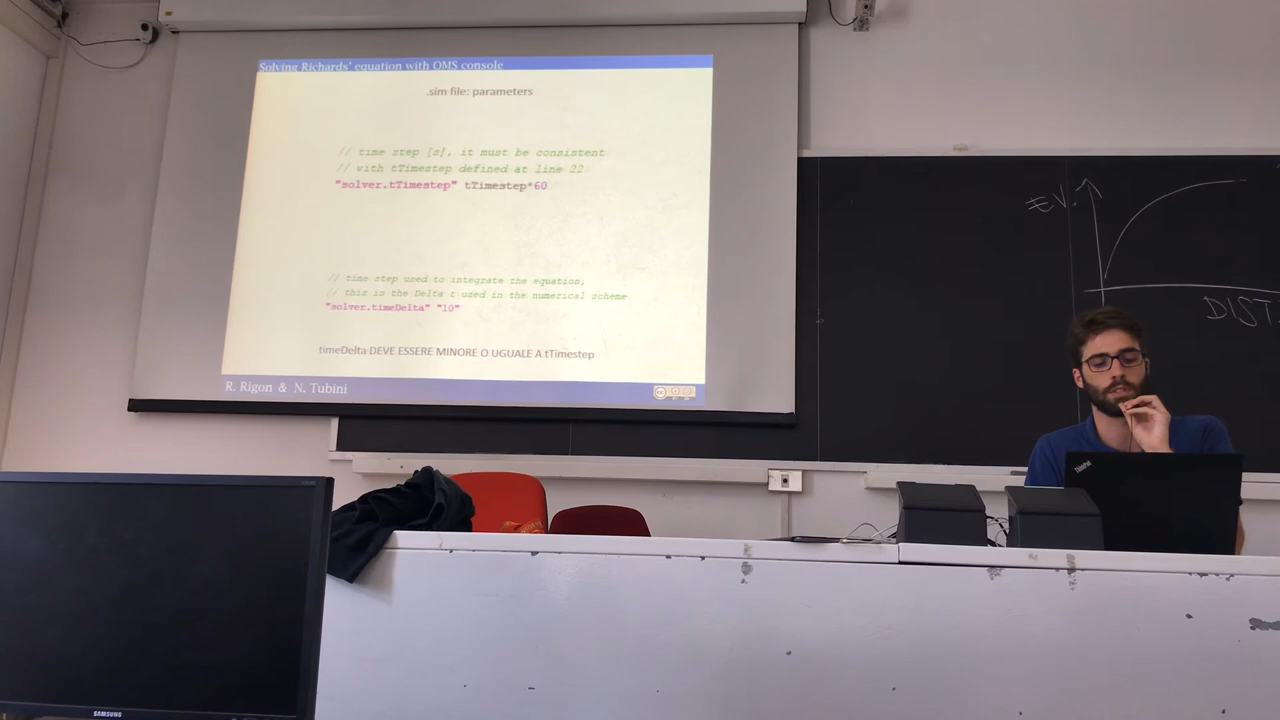 Solving Richards' equation with OMS console
.sim file: parameters
// time step [s], it must be consistent
// with tTimestep defined at line 22
"solver.tTimestep" tTimestep*60
// time step used to integrate the equation,
// this is the Delta t used in the numerical scheme
"solver.timeDelta" "10"
timeDelta DEVE ESSERE MINORE O UGUALE A tTimestep
R. Rigon & N. Tubini
cc
EV.
DIST.
ThinkPad
SAMSUNG